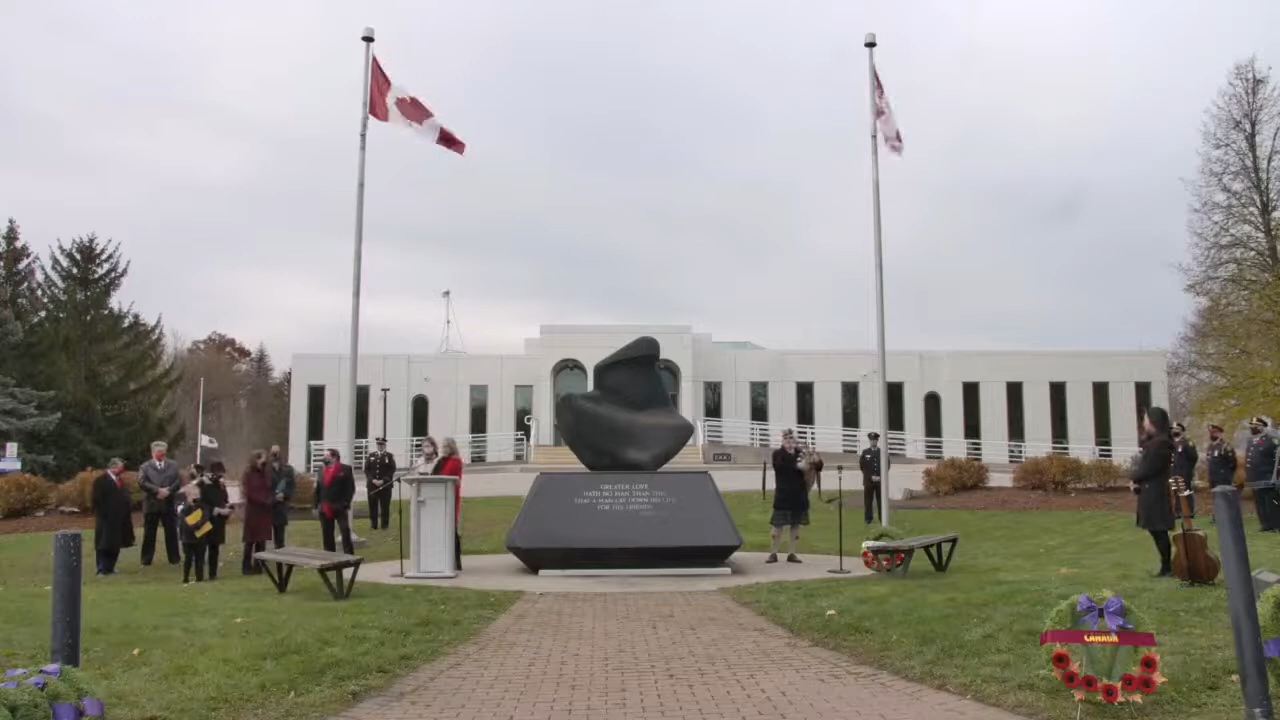 GREATER LOVE
HATH NO MAN THAN THIS,
THAT A MAN LAY DOWN HIS LIFE
FOR HIS FRIENDS
CANADA